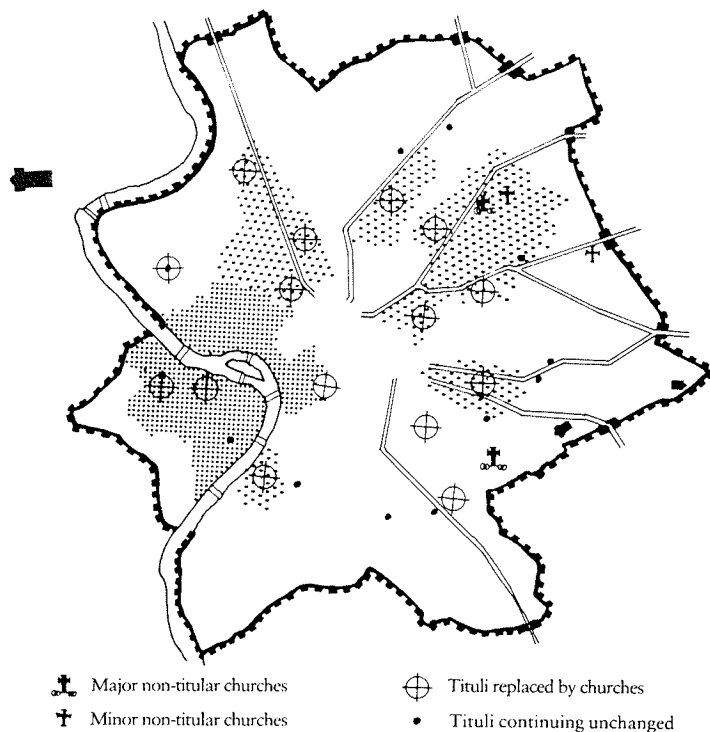 Major non-titular churches
Minor non-titular churches
Tituli replaced by churches
Tituli continuing unchanged